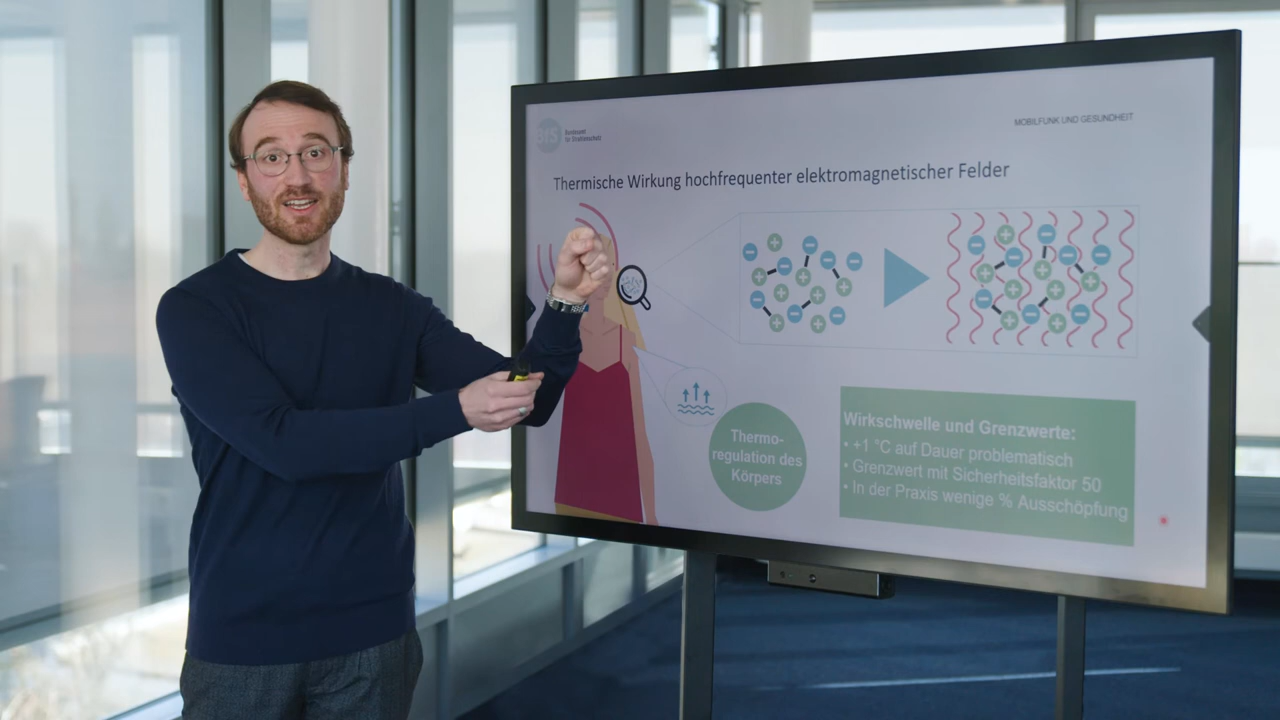 BfS
Bundesamt
für Strahlenschutz
MOBILFUNK UND GESUNDHEIT
Thermische Wirkung hochfrequenter elektromagnetischer Felder
Thermo-
regulation des
Körpers
Wirkschwelle und Grenzwerte:
• +1 °C auf Dauer problematisch
• Grenzwert mit Sicherheitsfaktor 50
• In der Praxis wenige % Ausschöpfung